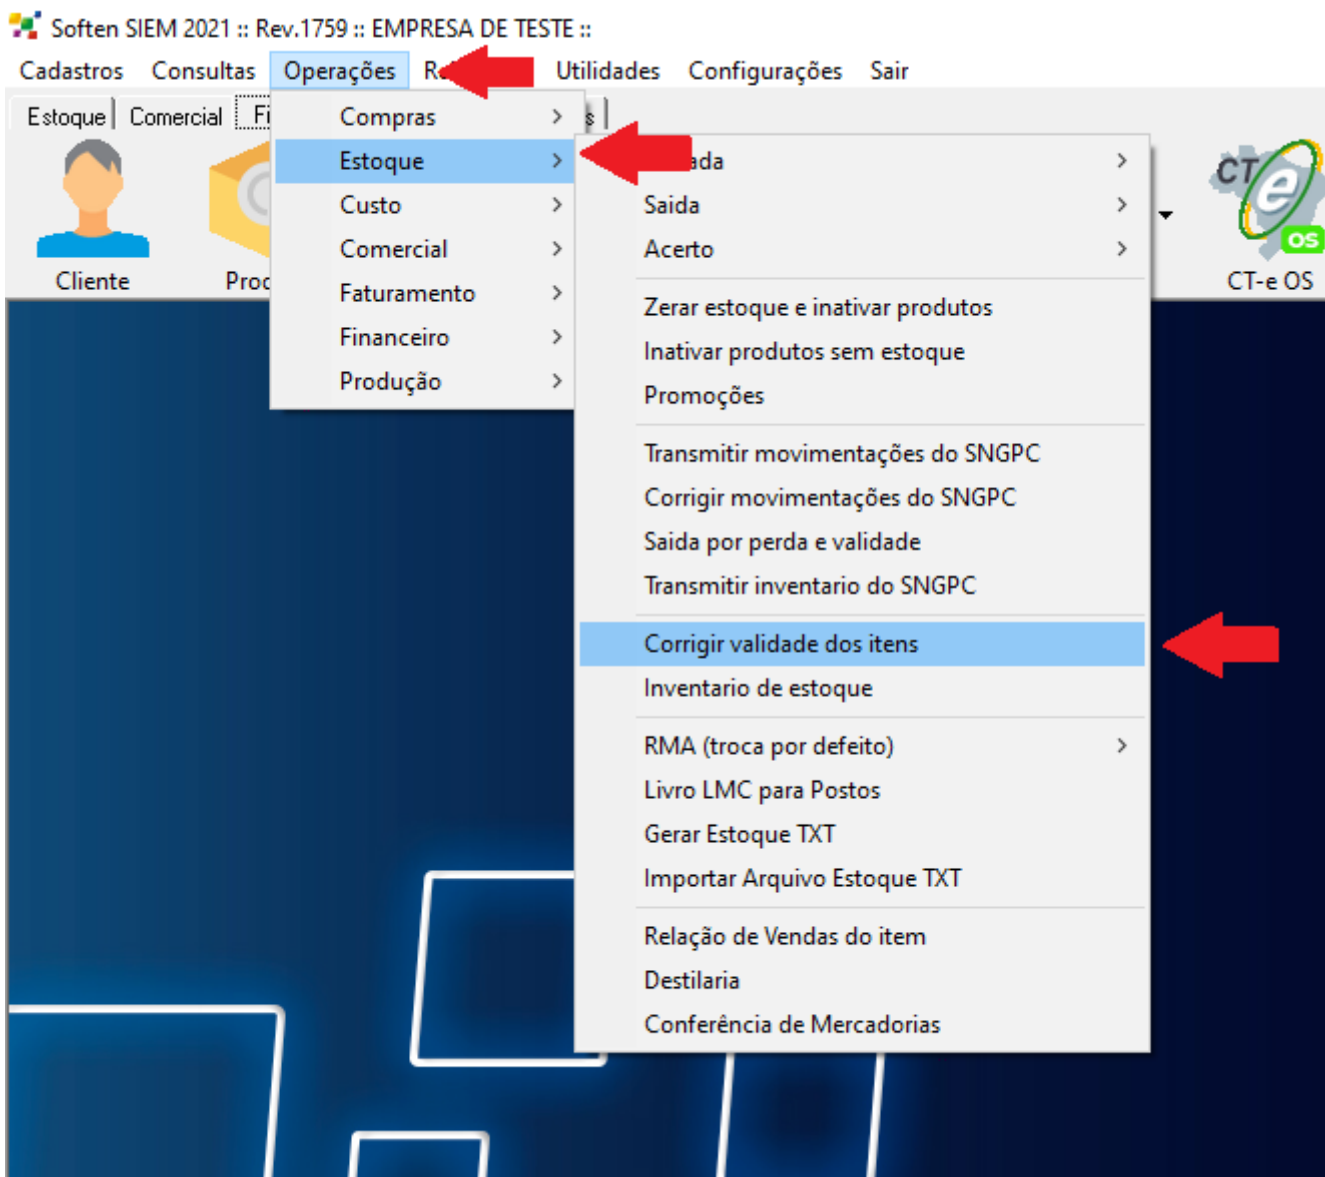 Soften SIEM 2021 :: Rev.1759 :: EMPRESA DE TESTE ::
Cadastros Consultas Operações Utilidades Configurações Sair
Estoque Comercial
Cliente
CT-e OS
CTe OS
Compras
Estoque
Custo
Comercial
Faturamento
Financeiro
Produção
Saida
Acerto
Zerar estoque e inativar produtos
Inativar produtos sem estoque
Promoções
Transmitir movimentações do SNGPC
Corrigir movimentações do SNGPC
Saida por perda e validade
Transmitir inventario do SNGPC
Corrigir validade dos itens
Inventario de estoque
RMA (troca por defeito)
Livro LMC para Postos
Gerar Estoque TXT
Importar Arquivo Estoque TXT
Relação de Vendas do item
Destilaria
Conferência de Mercadorias